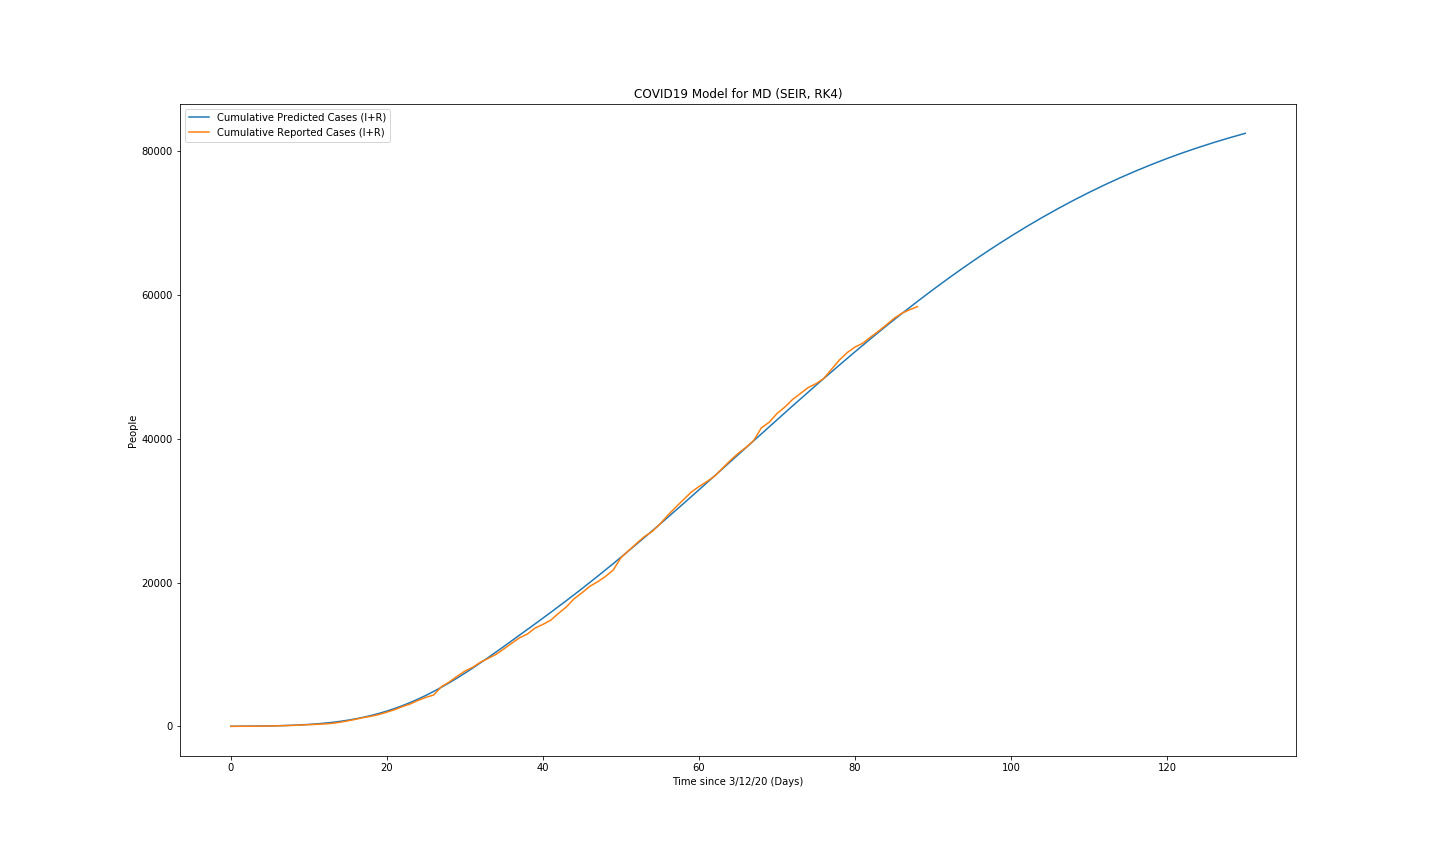 COVID19 Model for MD (SEIR, RK4)
Cumulative Predicted Cases (I+R)
Cumulative Reported Cases (I+R)
80000
60000
40000
20000
0
People
0 20 40 60 80 100 120
Time since 3/12/20 (Days)